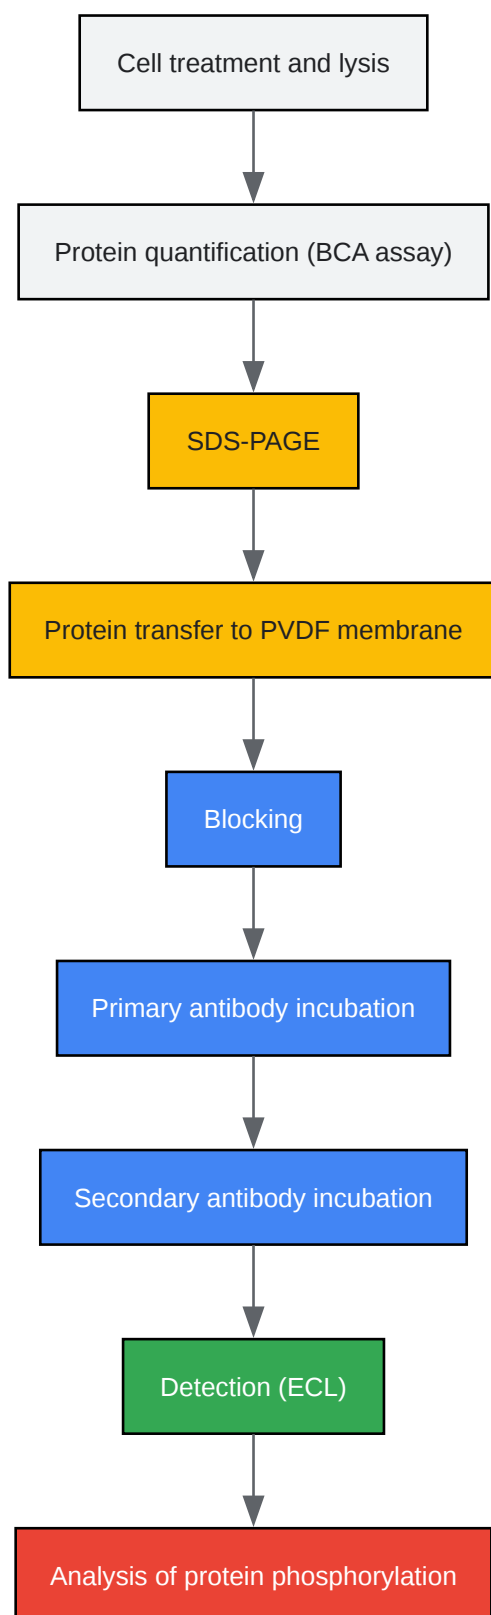 Cell treatment and lysis
Protein quantification (BCA assay)
SDS-PAGE
Protein transfer to PVDF membrane
Blocking
Primary antibody incubation
Secondary antibody incubation
Detection (ECL)
Analysis of protein phosphorylation